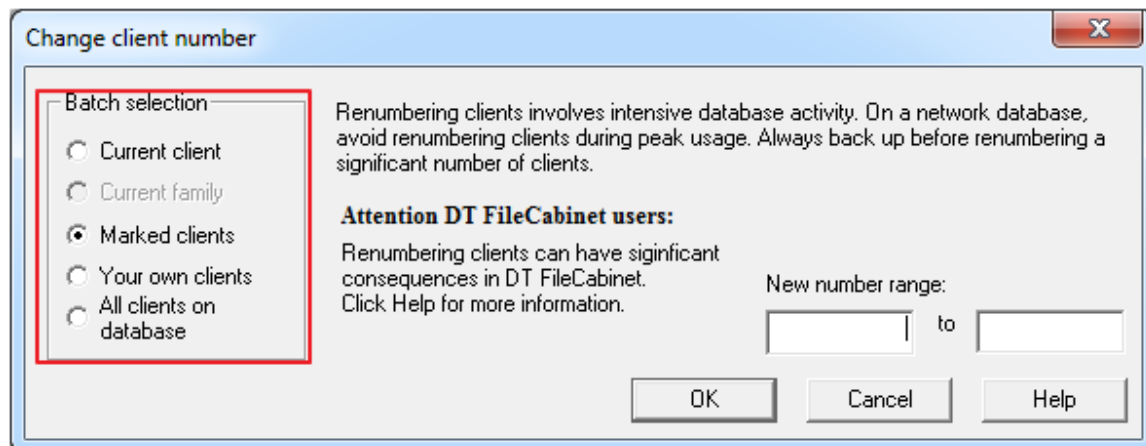 Change client number
Batch selection
Current client
Current family
Marked clients
Your own clients
All clients on
database
Renumbering clients involves intensive database activity. On a network database,
avoid renumbering clients during peak usage. Always back up before renumbering a
significant number of clients.
Attention DT FileCabinet users:
Renumbering clients can have siginficant
consequences in DT FileCabinet.
Click Help for more information.
New number range:
to
OK
Cancel
Help